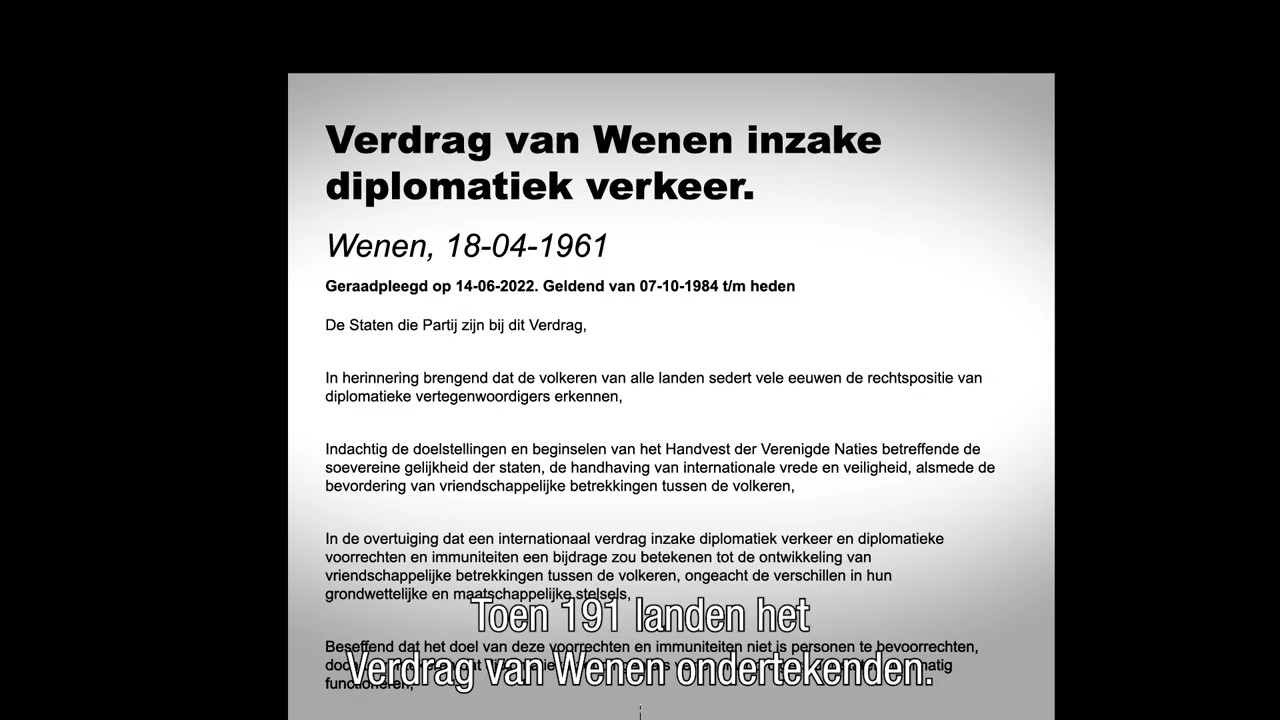 Verdrag van Wenen inzake
diplomatiek verkeer.
Wenen, 18-04-1961
Geraadpleegd op 14-06-2022. Geldend van 07-10-1984 t/m heden
De Staten die Partij zijn bij dit Verdrag,
In herinnering brengend dat de volkeren van alle landen sedert vele eeuwen de rechtspositie van
diplomatieke vertegenwoordigers erkennen,
Indachtig de doelstellingen en beginselen van het Handvest der Verenigde Naties betreffende de
soevereine gelijkheid der staten, de handhaving van internationale vrede en veiligheid, alsmede de
bevordering van vriendschappelijke betrekkingen tussen de volkeren,
In de overtuiging dat een internationaal verdrag inzake diplomatiek verkeer en diplomatieke
voorrechten en immuniteiten een bijdrage zou betekenen tot de ontwikkeling van
vriendschappelijke betrekkingen tussen de volkeren, ongeacht de verschillen in hun
grondwettelijke en maatschappelijke stelsels,
Toen 191 landen het
Beseffend dat het doel van deze voorrechten en immuniteiten niet is personen te bevoorrechten,
Verdrag van Wenen ondertekenden.
functioneren,